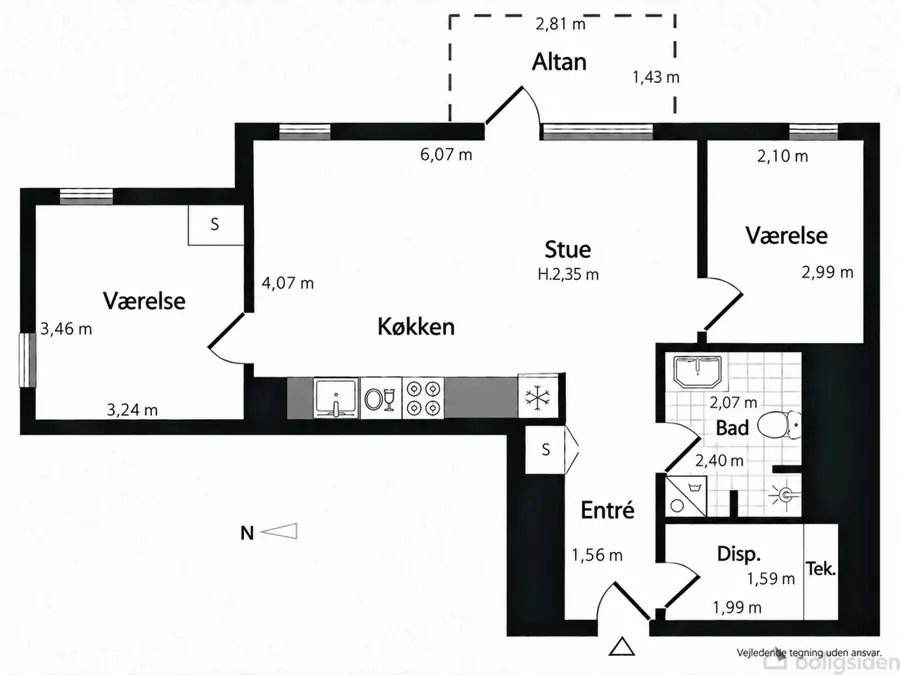 2,81 m
Altan
1,43 m
6,07 m
2,10 m
S
Stue
H.2,35 m
Værelse
2,99 m
4,07 m
Værelse
3,46 m
Køkken
3,24 m
2,07 m
Bad
2,40 m
S
Entré
1,56 m
N
Disp.
1,59 m
1,99 m
Tek.
Vejledende tegning uden ansvar.
boligsiden